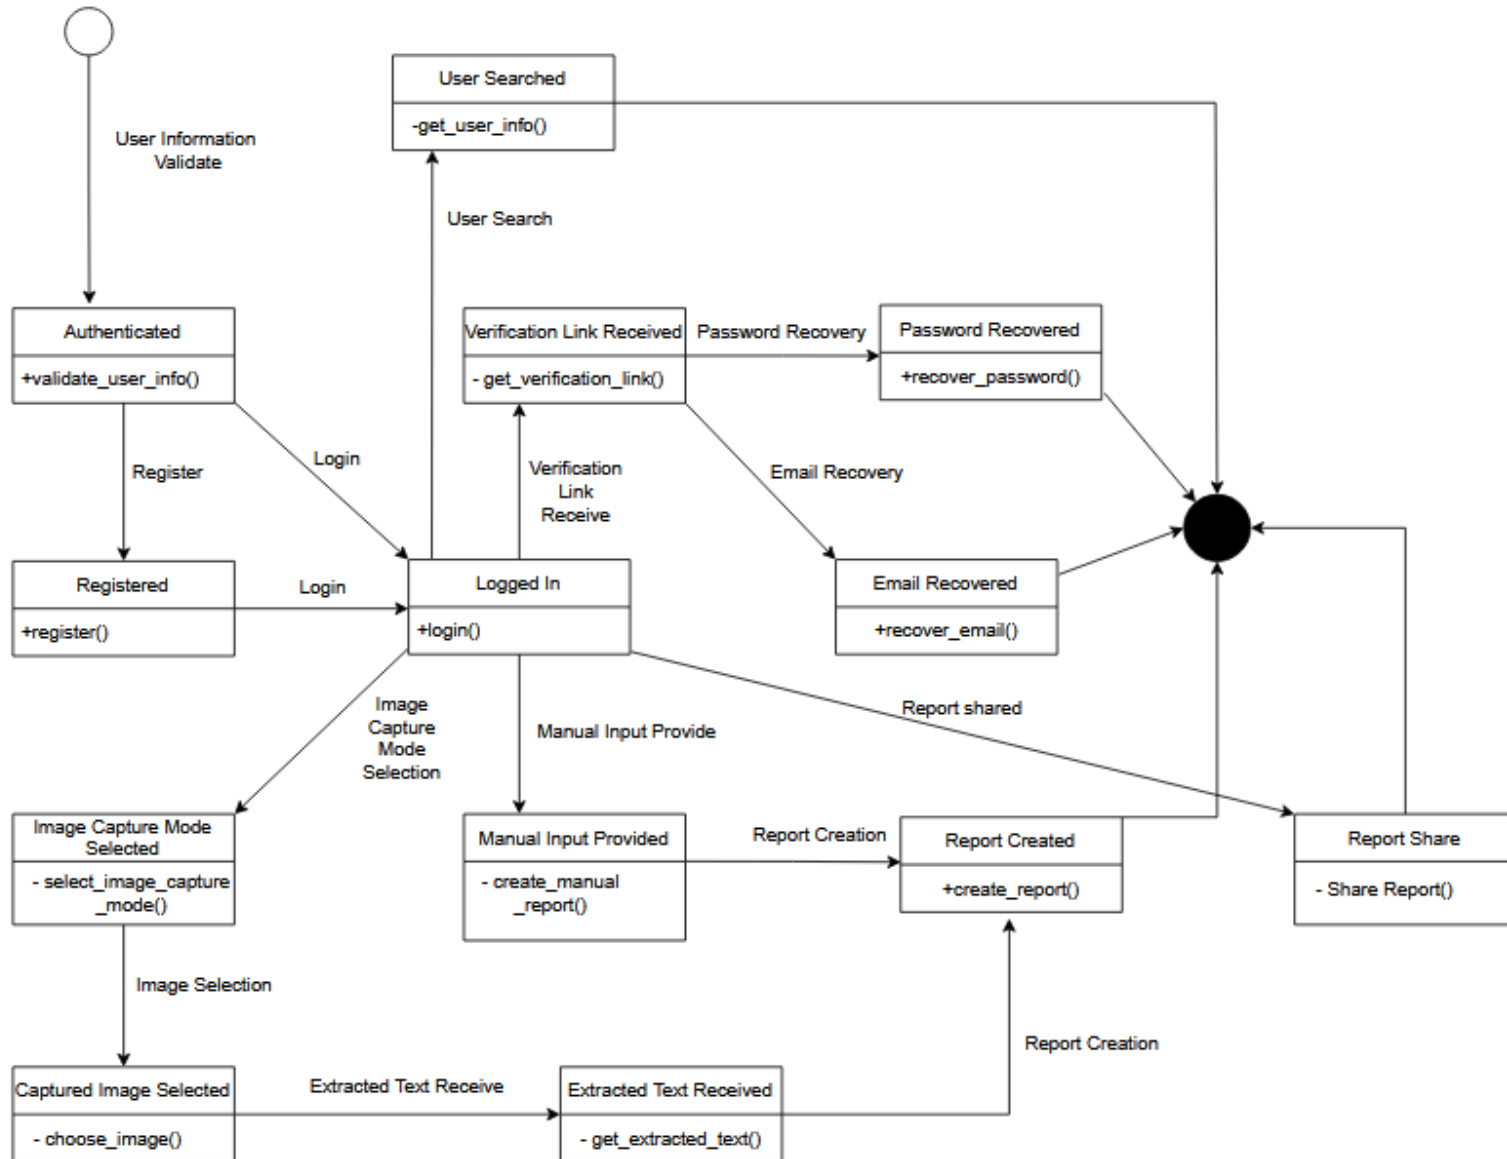 User Searched
-get_user_info()
User Information
Validate
User Search
Authenticated
+validate_user_info()
Verification Link Received
- get_verification_link()
Password Recovery
Password Recovered
+recover_password()
Register
Login
Verification
Link
Receive
Email Recovery
Registered
+register()
Login
Logged In
+login()
Email Recovered
+recover_email()
Image
Capture
Mode
Selection
Manual Input Provide
Report shared
Image Capture Mode
Selected
- select_image_capture
_mode()
Manual Input Provided
- create_manual
_report()
Report Creation
Report Created
+create_report()
Report Share
- Share Report()
Image Selection
Report Creation
Captured Image Selected
- choose_image()
Extracted Text Receive
Extracted Text Received
- get_extracted_text()